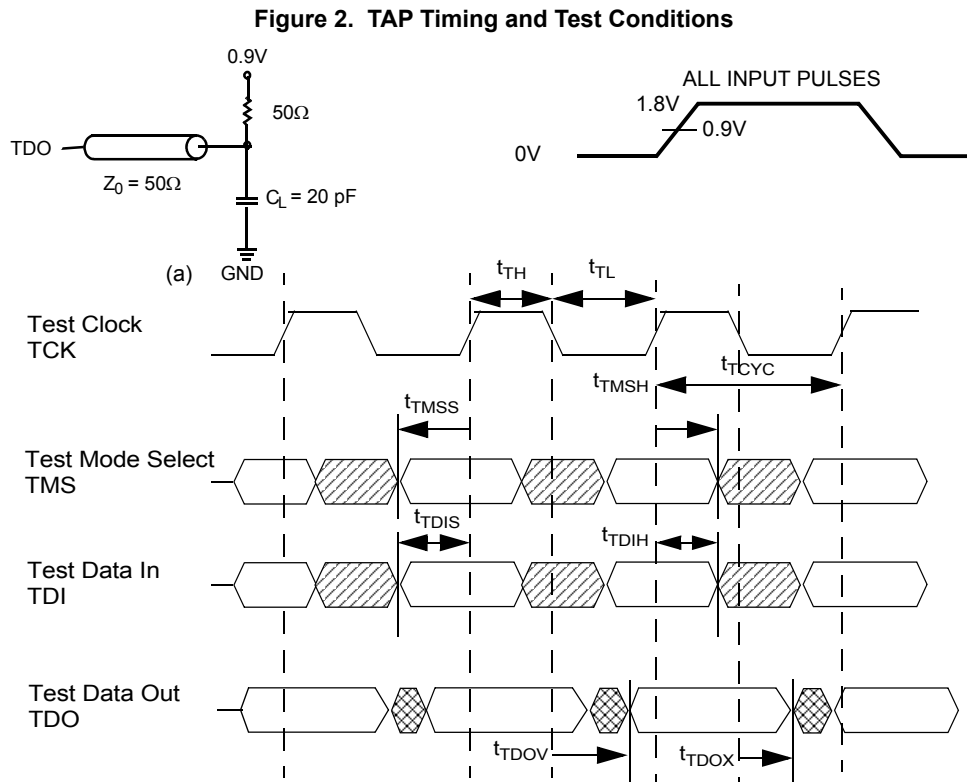 Figure 2. TAP Timing and Test Conditions
0.9V
50Ω
TDO
Z0 = 50Ω
CL = 20 pF
(a)
GND
ALL INPUT PULSES
1.8V
0.9V
0V
tTH
tTL
Test Clock
TCK
tTCYC
tTMSH
tTMSS
Test Mode Select
TMS
tTDIS
tTDIH
Test Data In
TDI
Test Data Out
TDO
tTDOV
tTDOX